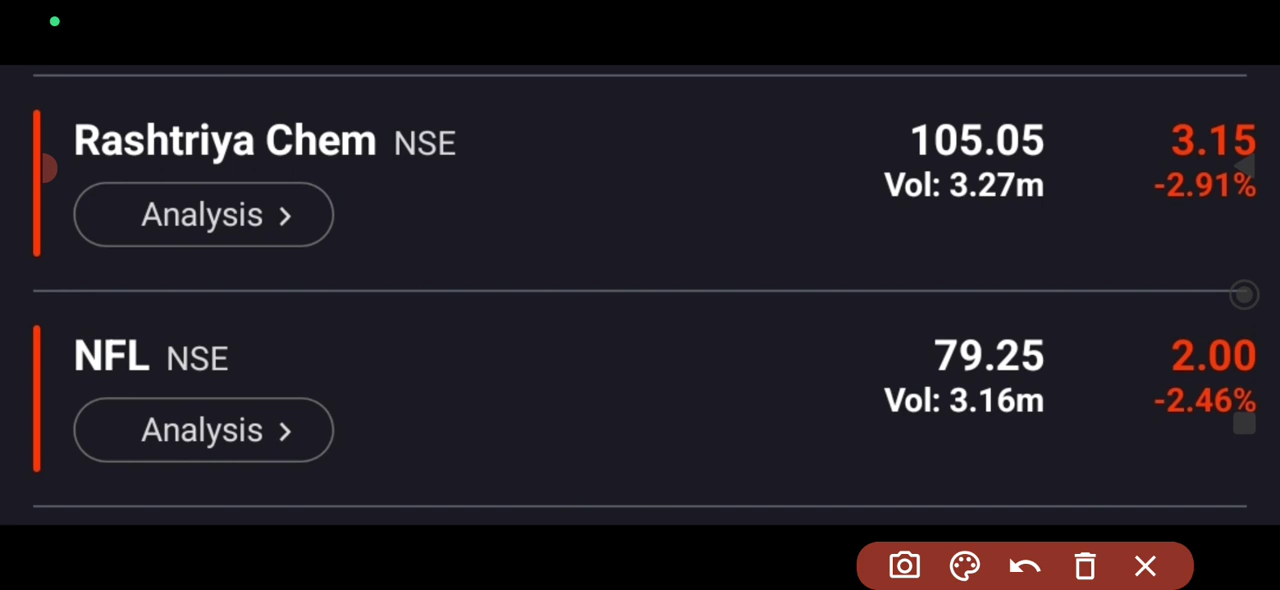 Rashtriya Chem NSE 105.05 3.15
Vol: 3.27m -2.91%
Analysis >
NFL NSE 79.25 2.00
Vol: 3.16m -2.46%
Analysis >